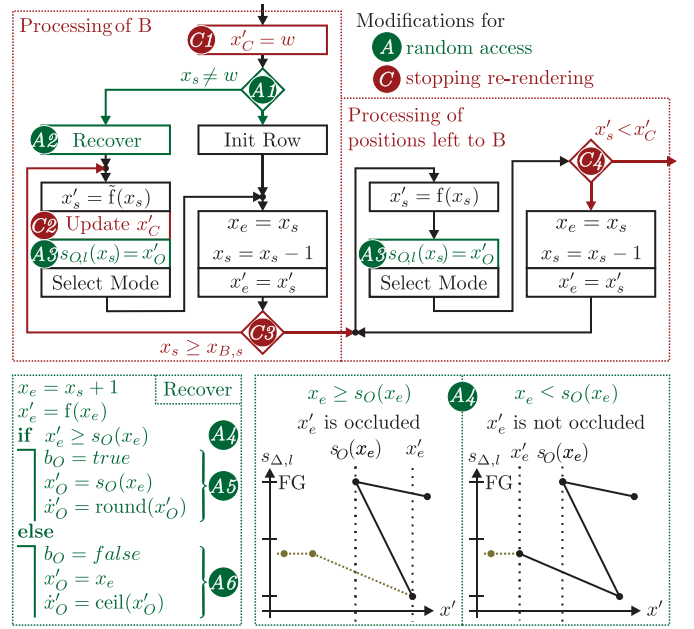 Processing of B
C1 x′_C = w
x_s ≠ w
A1
A2 Recover
Init Row
x′_s = f̃(x_s)
C2 Update x′_C
A3 s_{O,l}(x_s) = x′_O
Select Mode
x_e = x_s
x_s = x_s − 1
x′_e = x′_s
C3
x_s ≥ x_{B,s}
Modifications for
A random access
C stopping re-rendering
Processing of
positions left to B
x′_s < x′_C
C4
x′_s = f(x_s)
A3 s_{O,l}(x_s) = x′_O
Select Mode
x_e = x_s
x_s = x_s − 1
x′_e = x′_s
Recover
x_e = x_s + 1
x′_e = f(x_e)
if x′_e ≥ s_O(x_e) A4
b_O = true
x′_O = s_O(x_e) A5
ẋ′_O = round(x′_O)
else
b_O = false
x′_O = x_e A6
ẋ′_O = ceil(x′_O)
A4
x_e ≥ s_O(x_e)
x′_e is occluded
s_O(x_e) x′_e
s_{Δ,l}
FG
x′
x_e < s_O(x_e)
x′_e is not occluded
s_{Δ,l} x′_e s_O(x_e)
FG
x′